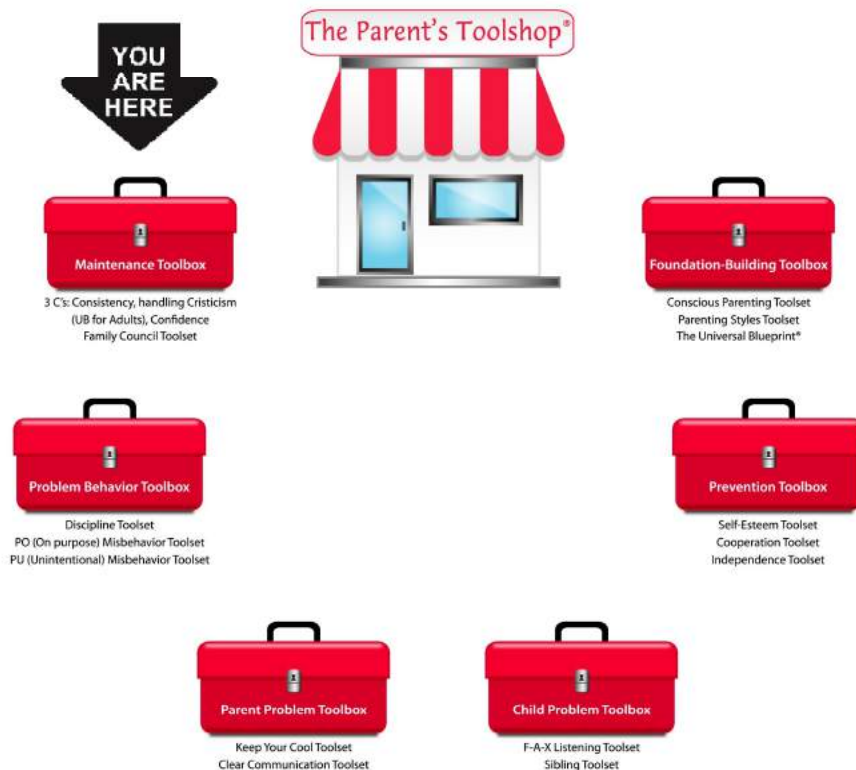 The Parent's Toolshop®
YOU
ARE
HERE
Maintenance Toolbox
3 C's: Consistency, handling Cristicism
(UB for Adults), Confidence
Family Council Toolset
Foundation-Building Toolbox
Conscious Parenting Toolset
Parenting Styles Toolset
The Universal Blueprint®
Problem Behavior Toolbox
Discipline Toolset
PO (On purpose) Misbehavior Toolset
PU (Unintentional) Misbehavior Toolset
Prevention Toolbox
Self-Esteem Toolset
Cooperation Toolset
Independence Toolset
Parent Problem Toolbox
Keep Your Cool Toolset
Clear Communication Toolset
Child Problem Toolbox
F-A-X Listening Toolset
Sibling Toolset